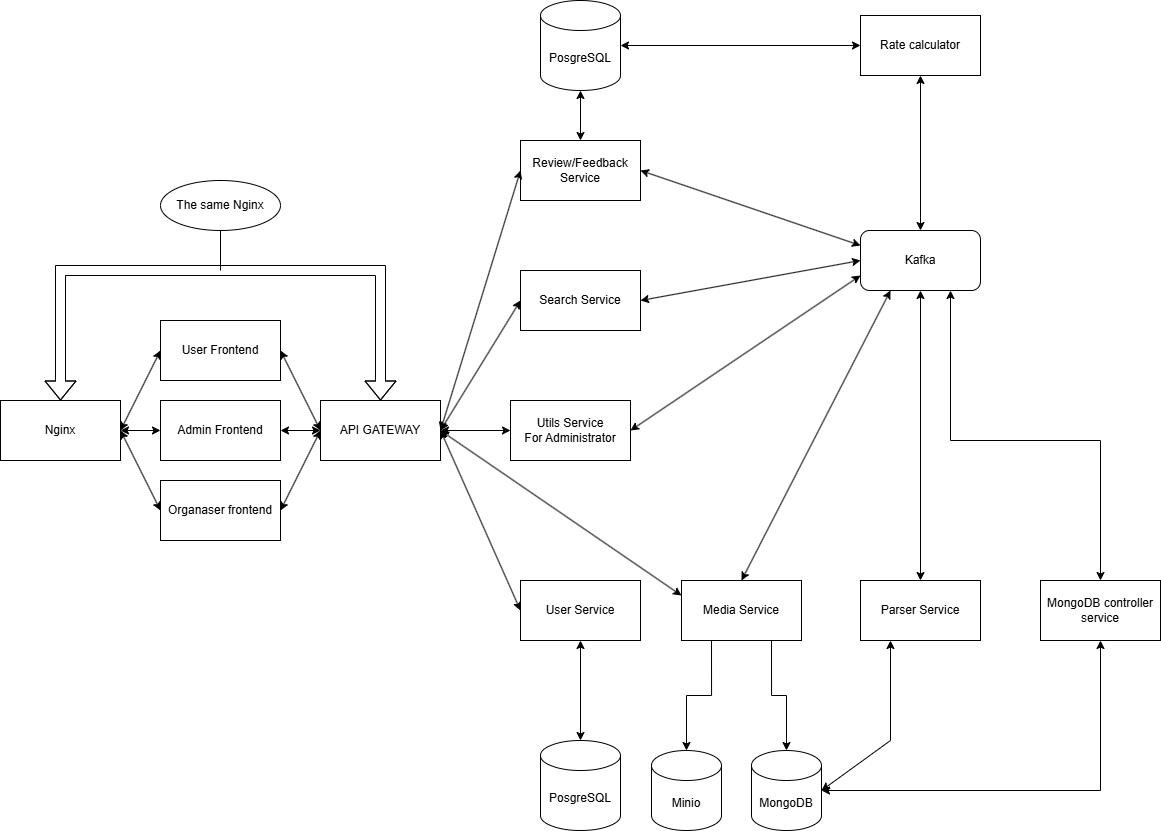 PosgreSQL
Rate calculator
Review/Feedback
Service
The same Nginx
Kafka
Search Service
User Frontend
Nginx
Admin Frontend
API GATEWAY
Utils Service
For Administrator
Organaser frontend
User Service
Media Service
Parser Service
MongoDB controller
service
PosgreSQL
Minio
MongoDB